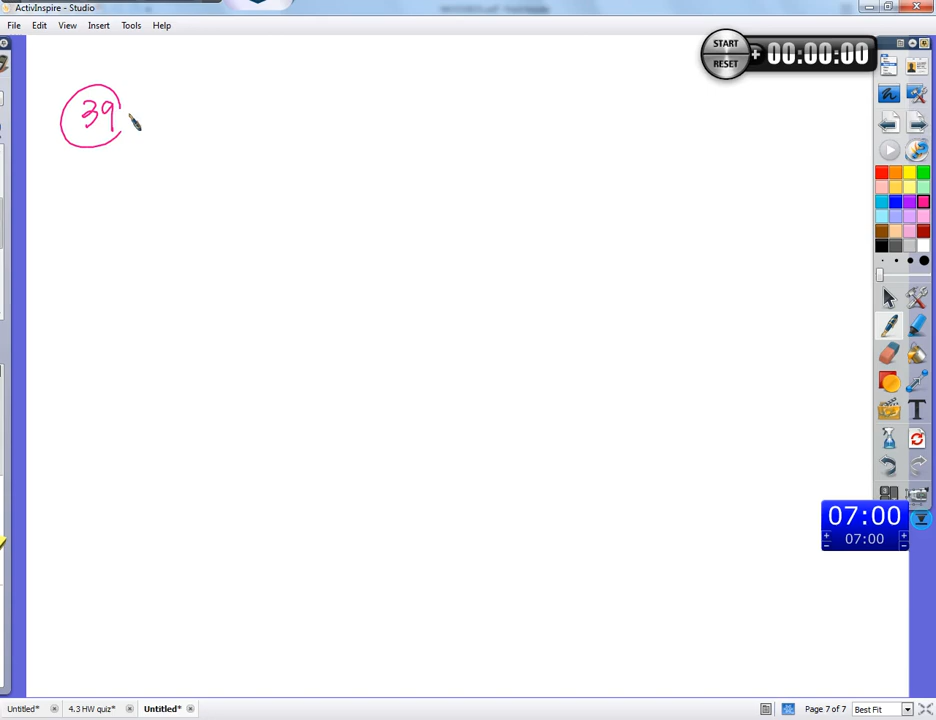 ActivInspire - Studio
File Edit View Insert Tools Help
START
RESET
+ 00:00:00
39
T
07:00
+ 07:00 +
- -
Untitled* 4.3 HW quiz* Untitled* Page 7 of 7 Best Fit